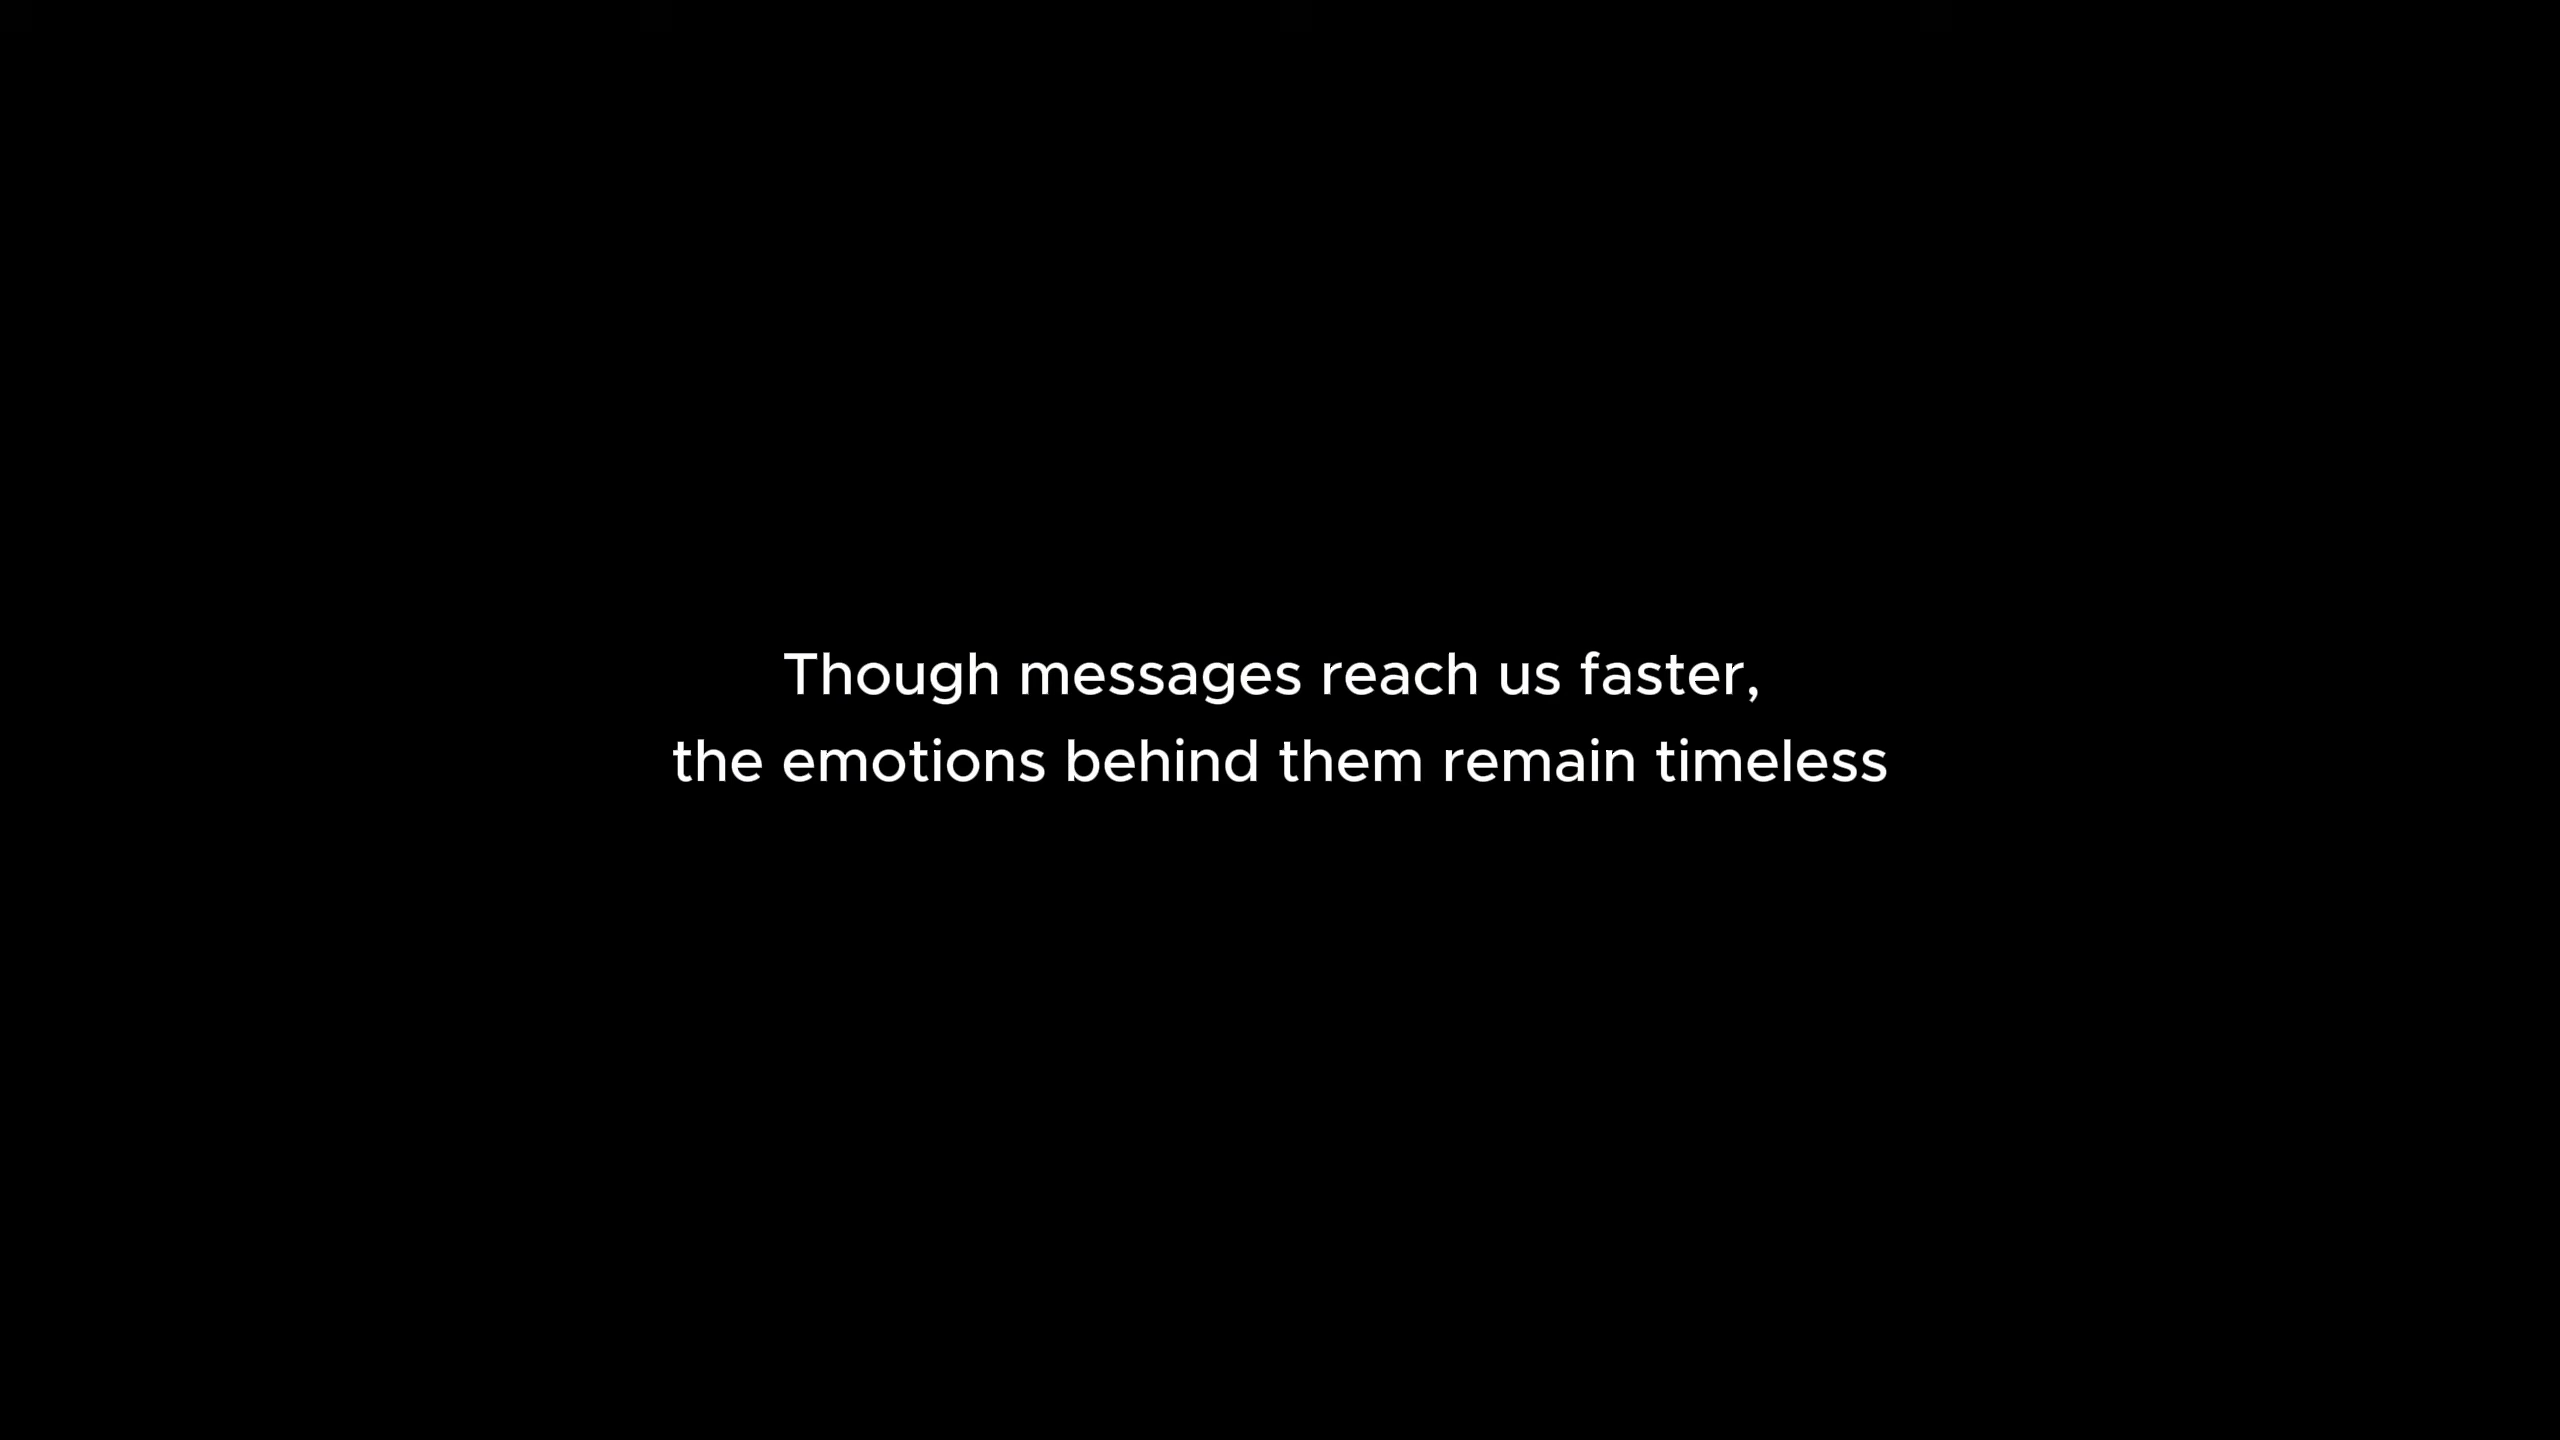 Though messages reach us faster,
the emotions behind them remain timeless